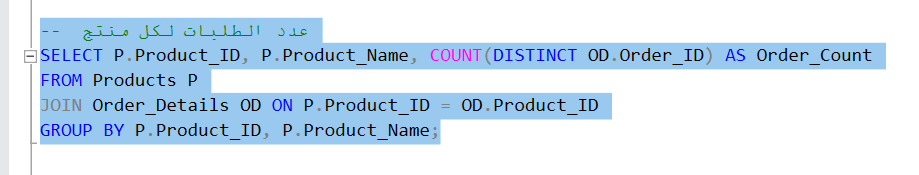 -- عدد الطلبات لكل منتج
SELECT P.Product_ID, P.Product_Name, COUNT(DISTINCT OD.Order_ID) AS Order_Count
FROM Products P
JOIN Order_Details OD ON P.Product_ID = OD.Product_ID
GROUP BY P.Product_ID, P.Product_Name;